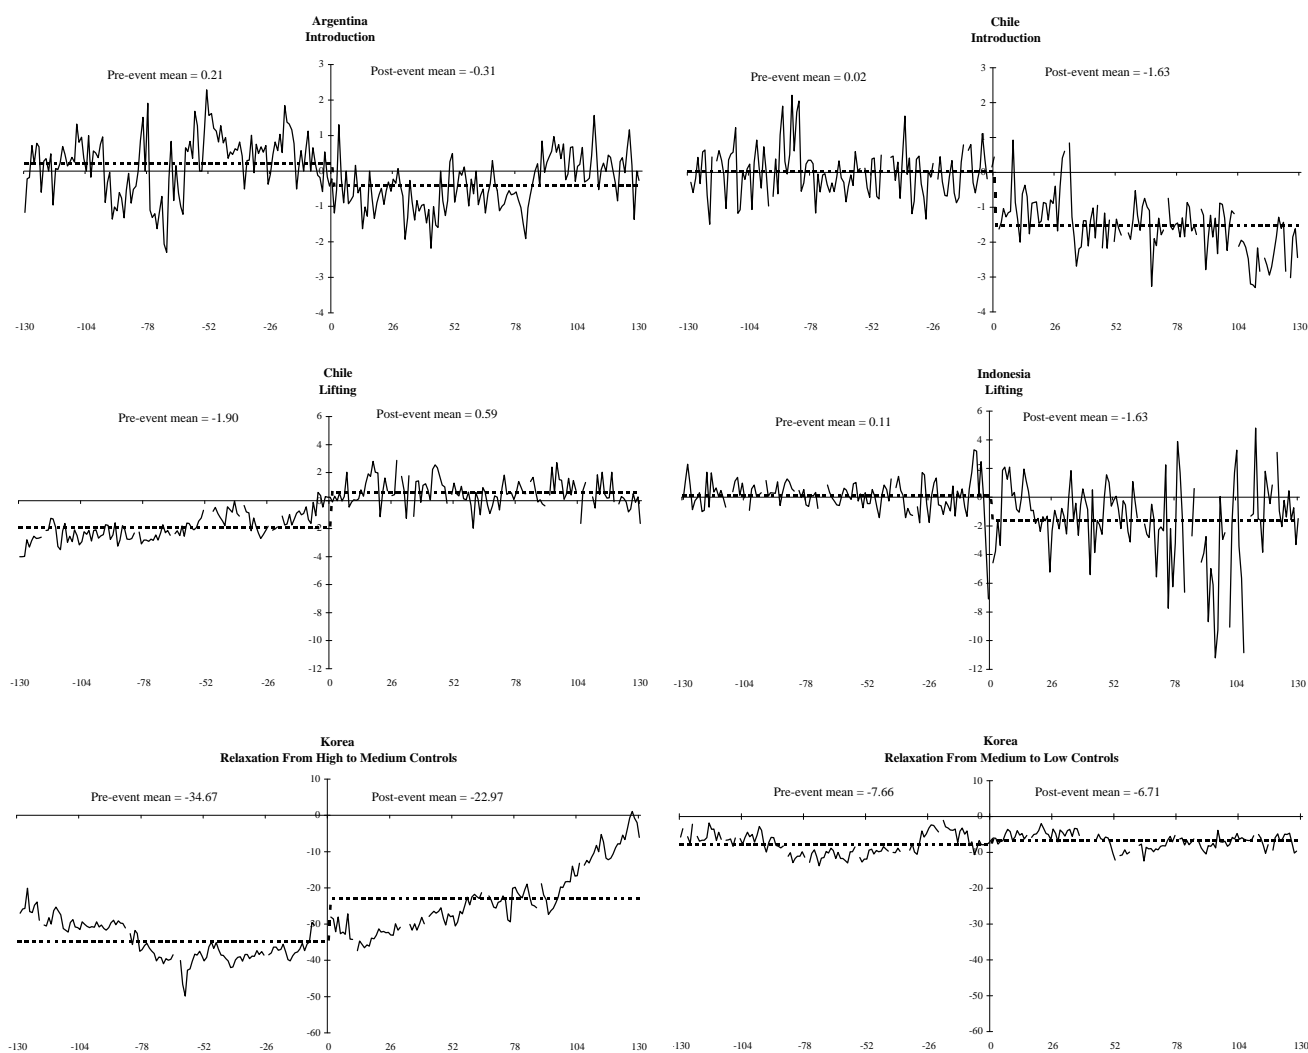 Argentina
Introduction
Pre-event mean = 0.21
Post-event mean = -0.31
3
2
1
0
-1
-2
-3
-4
-130 -104 -78 -52 -26 0 26 52 78 104 130
Chile
Introduction
Pre-event mean = 0.02
Post-event mean = -1.63
3
2
1
0
-1
-2
-3
-4
-130 -104 -78 -52 -26 0 26 52 78 104 130
Chile
Lifting
Pre-event mean = -1.90
Post-event mean = 0.59
6
4
2
0
-2
-4
-6
-8
-10
-12
-130 -104 -78 -52 -26 0 26 52 78 104 130
Indonesia
Lifting
Pre-event mean = 0.11
Post-event mean = -1.63
6
4
2
0
-2
-4
-6
-8
-10
-12
-130 -104 -78 -52 -26 0 26 52 78 104 130
Korea
Relaxation From High to Medium Controls
Pre-event mean = -34.67
Post-event mean = -22.97
10
0
-10
-20
-30
-40
-50
-60
-130 -104 -78 -52 -26 0 26 52 78 104 130
Korea
Relaxation From Medium to Low Controls
Pre-event mean = -7.66
Post-event mean = -6.71
10
0
-10
-20
-30
-40
-50
-60
-130 -104 -78 -52 -26 0 26 52 78 104 130